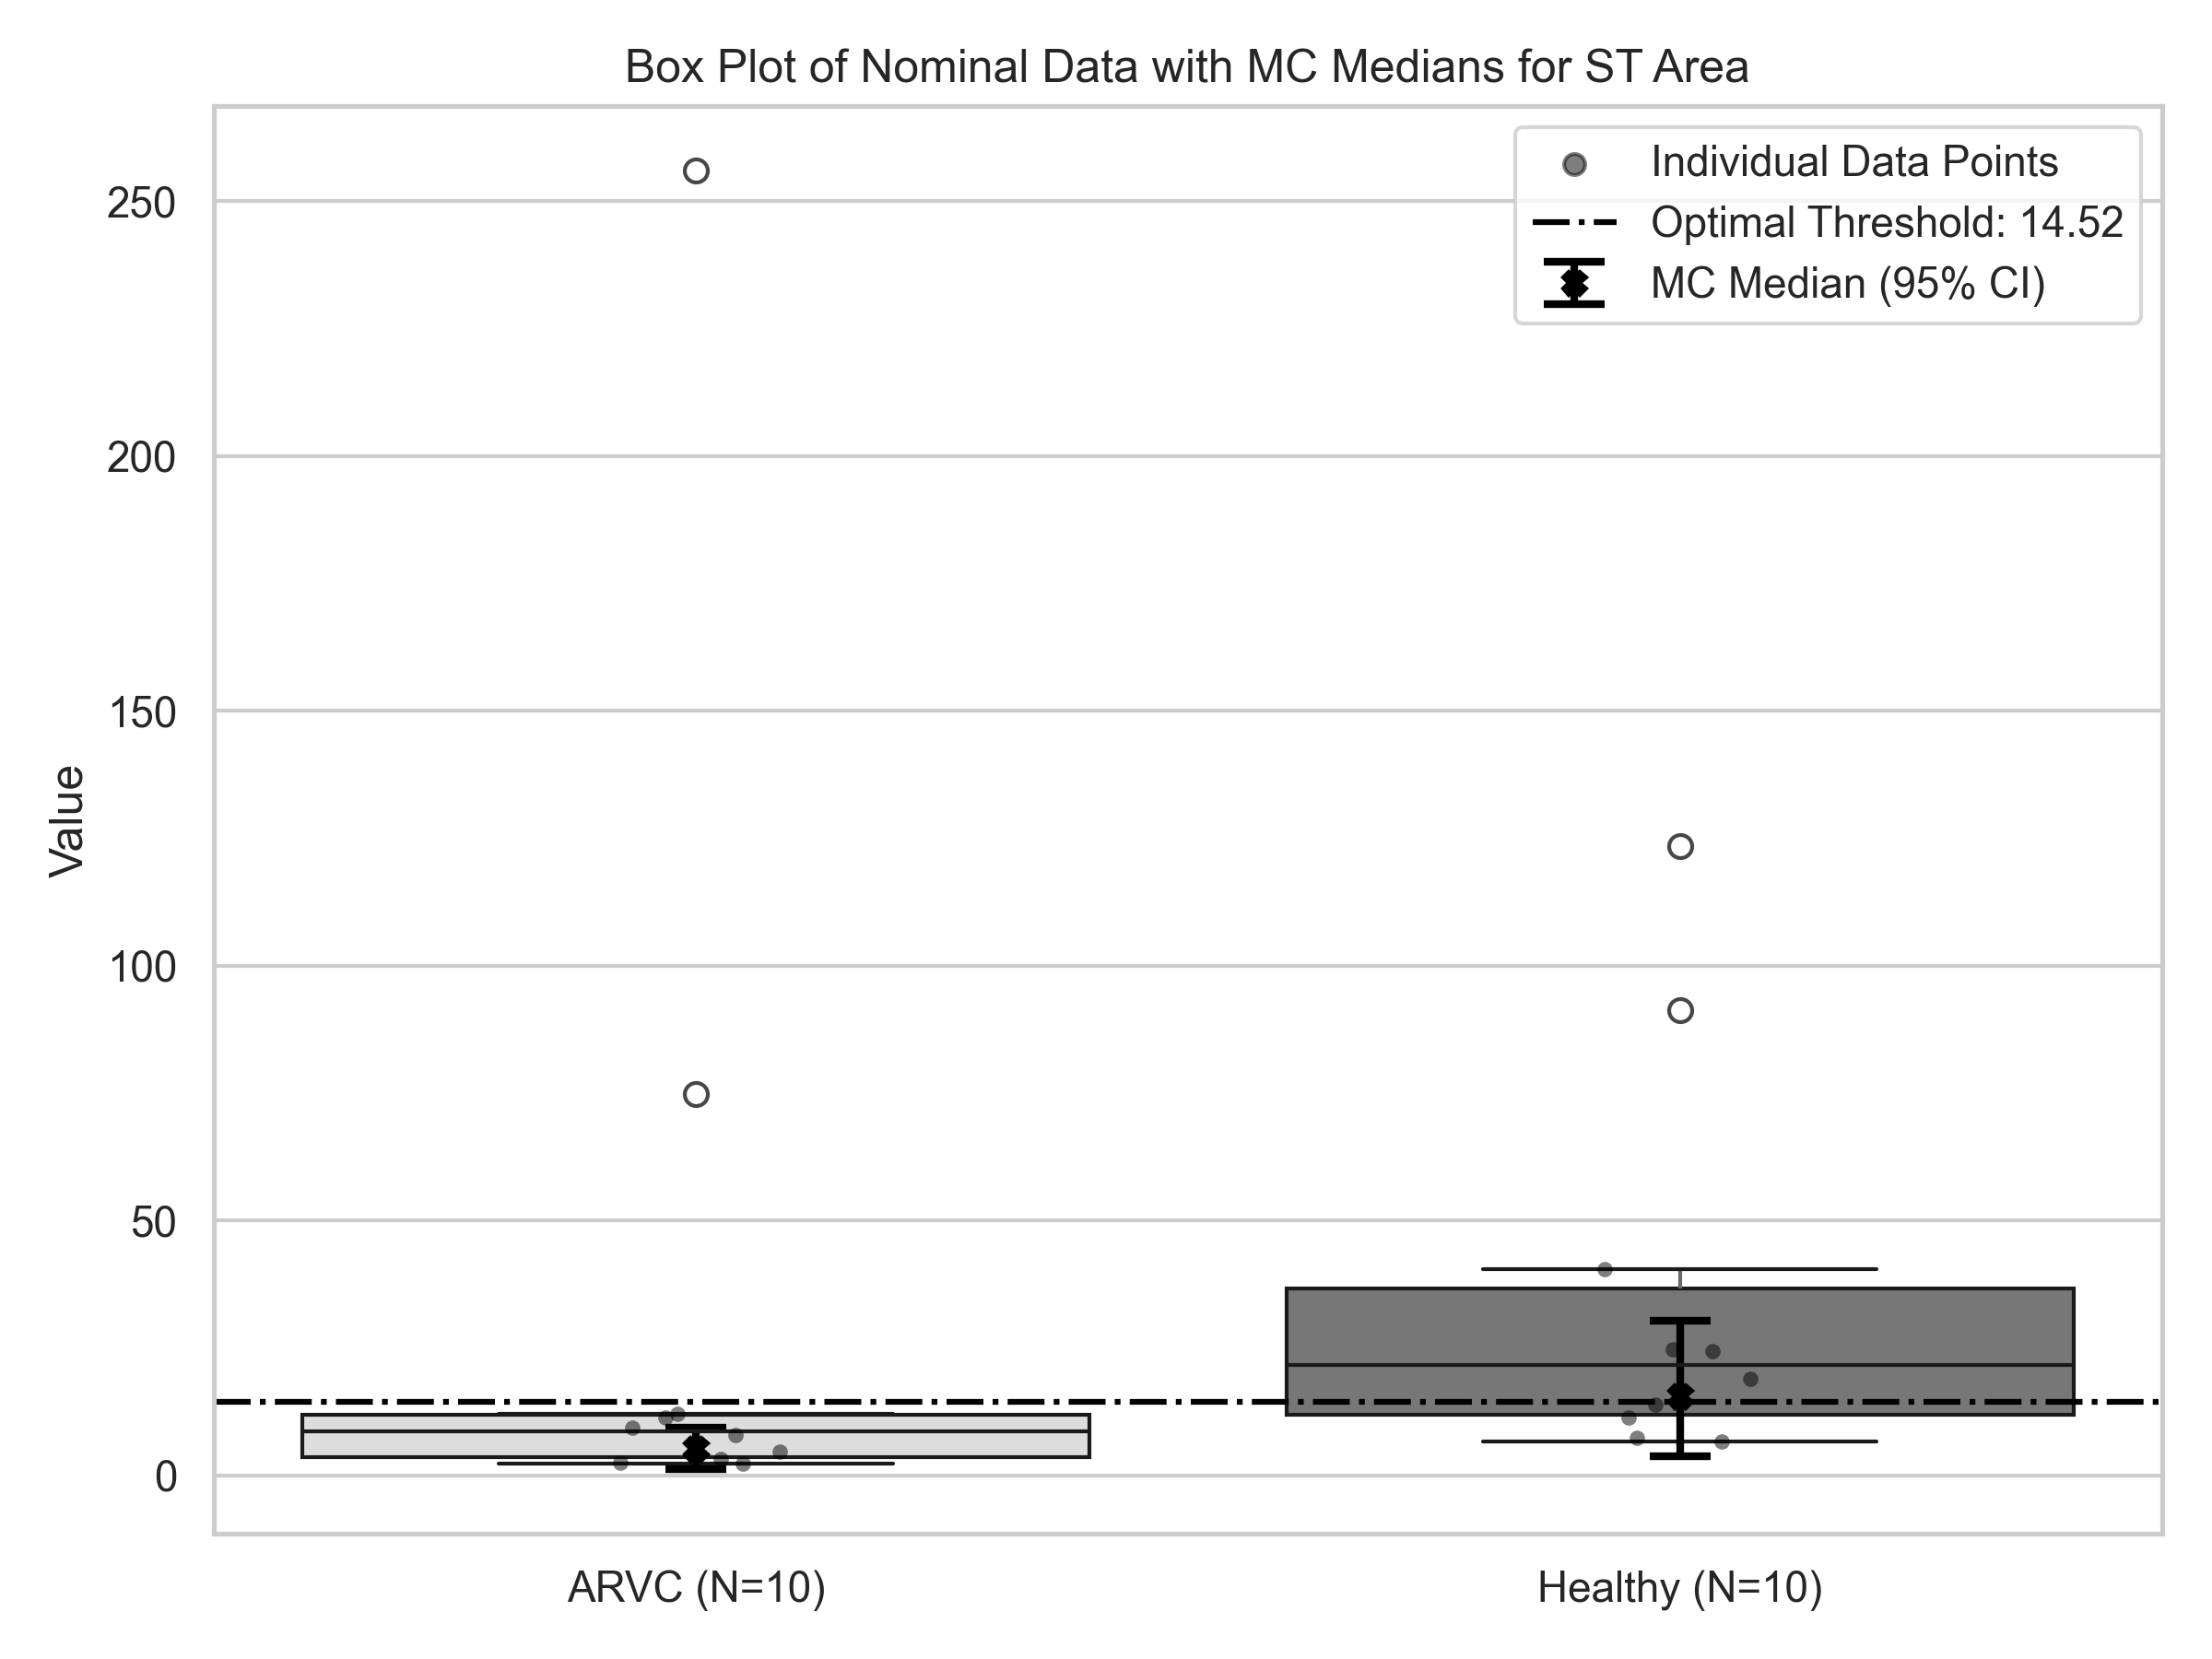 Box Plot of Nominal Data with MC Medians for ST Area
Individual Data Points
Optimal Threshold: 14.52
MC Median (95% CI)
250
200
150
100
50
0
Value
ARVC (N=10)
Healthy (N=10)